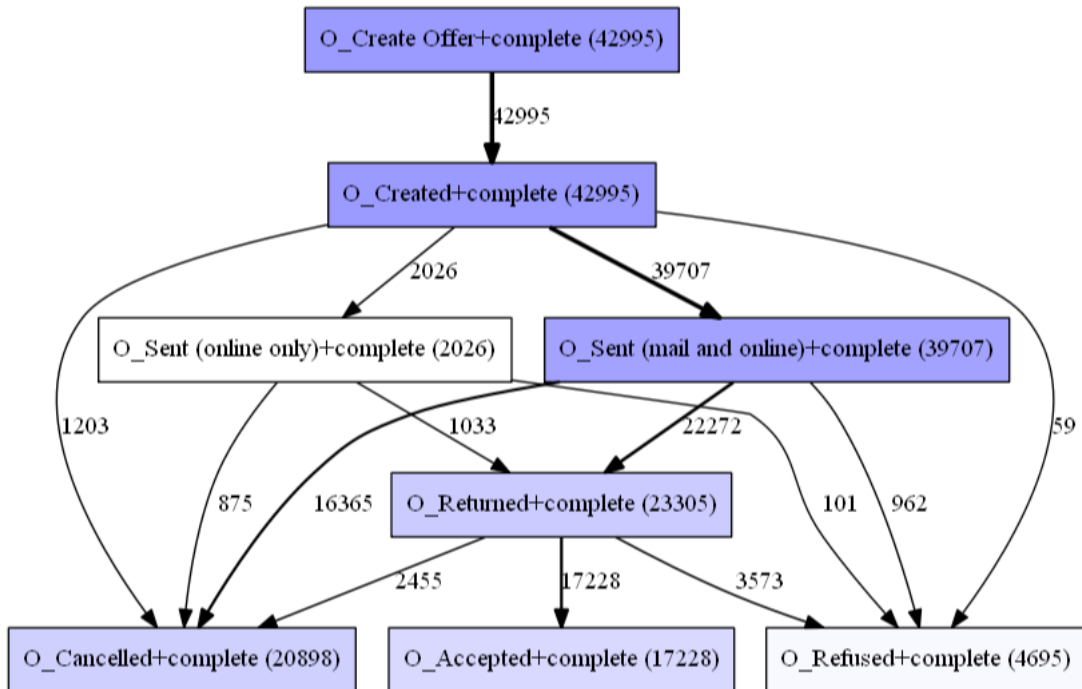 O_Create Offer+complete (42995)
42995
O_Created+complete (42995)
2026
39707
O_Sent (online only)+complete (2026)
O_Sent (mail and online)+complete (39707)
1203
1033
22272
59
875
16365
O_Returned+complete (23305)
101
962
2455
17228
3573
O_Cancelled+complete (20898)
O_Accepted+complete (17228)
O_Refused+complete (4695)